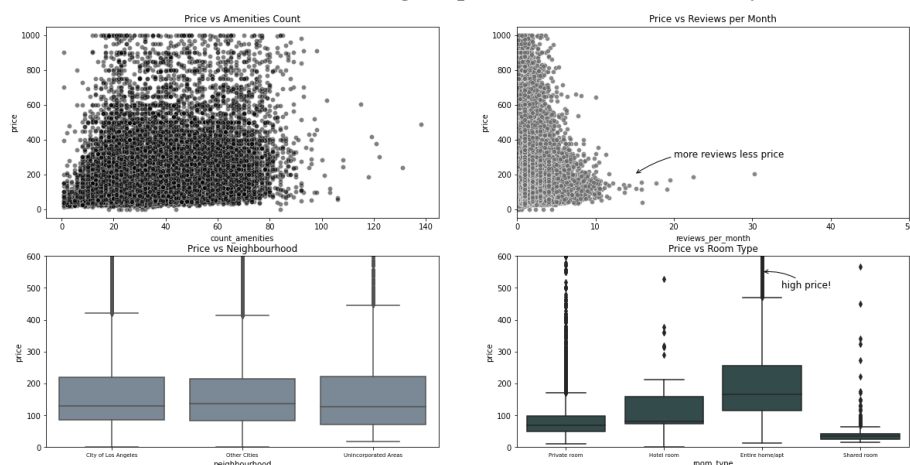 Price vs Amenities Count
1000
800
600
400
200
0
price
0 20 40 60 80 100 120 140
count_amenities
Price vs Reviews per Month
1000
800
600
400
200
0
price
more reviews less price
0 10 20 30 40 50
reviews_per_month
Price vs Neighbourhood
600
500
400
300
200
100
0
price
City of Los Angeles Other Cities Unincorporated Areas
neighbourhood
Price vs Room Type
600
500
400
300
200
100
0
price
high price!
Private room Hotel room Entire home/apt Shared room
room_type